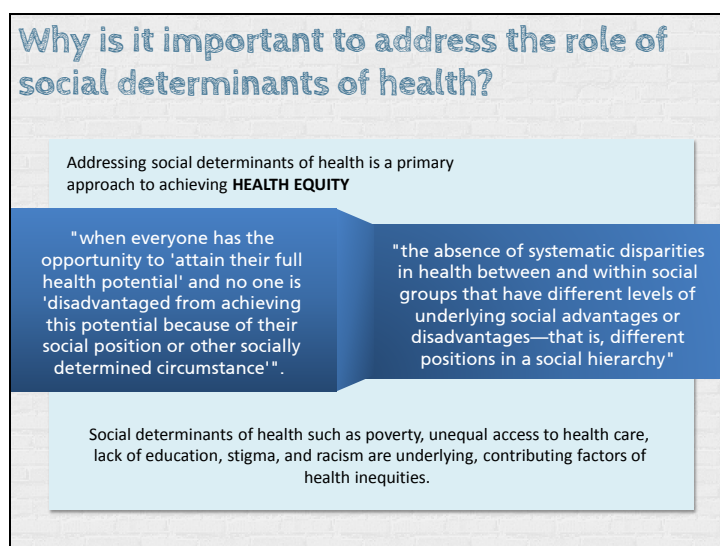 Why is it important to address the role of
social determinants of health?
Addressing social determinants of health is a primary
approach to achieving HEALTH EQUITY
"when everyone has the
opportunity to 'attain their full
health potential' and no one is
'disadvantaged from achieving
this potential because of their
social position or other socially
determined circumstance'".
"the absence of systematic disparities
in health between and within social
groups that have different levels of
underlying social advantages or
disadvantages—that is, different
positions in a social hierarchy"
Social determinants of health such as poverty, unequal access to health care,
lack of education, stigma, and racism are underlying, contributing factors of
health inequities.